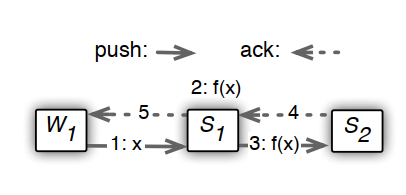 push: ack:
2: f(x)
W1 5 S1 4 S2
1: x 3: f(x)